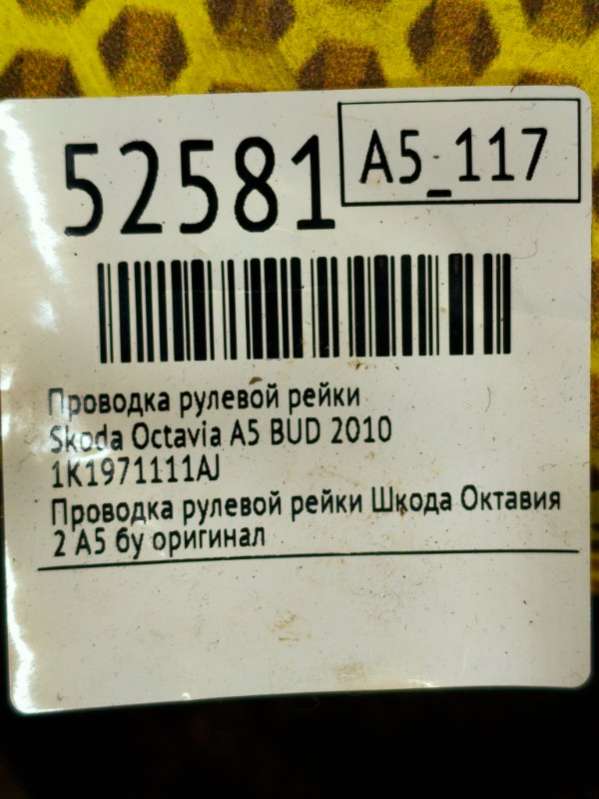 52581
A5_117
Проводка рулевой рейки
Skoda Octavia A5 BUD 2010
1K1971111AJ
Проводка рулевой рейки Шкода Октавия
2 А5 бу оригинал